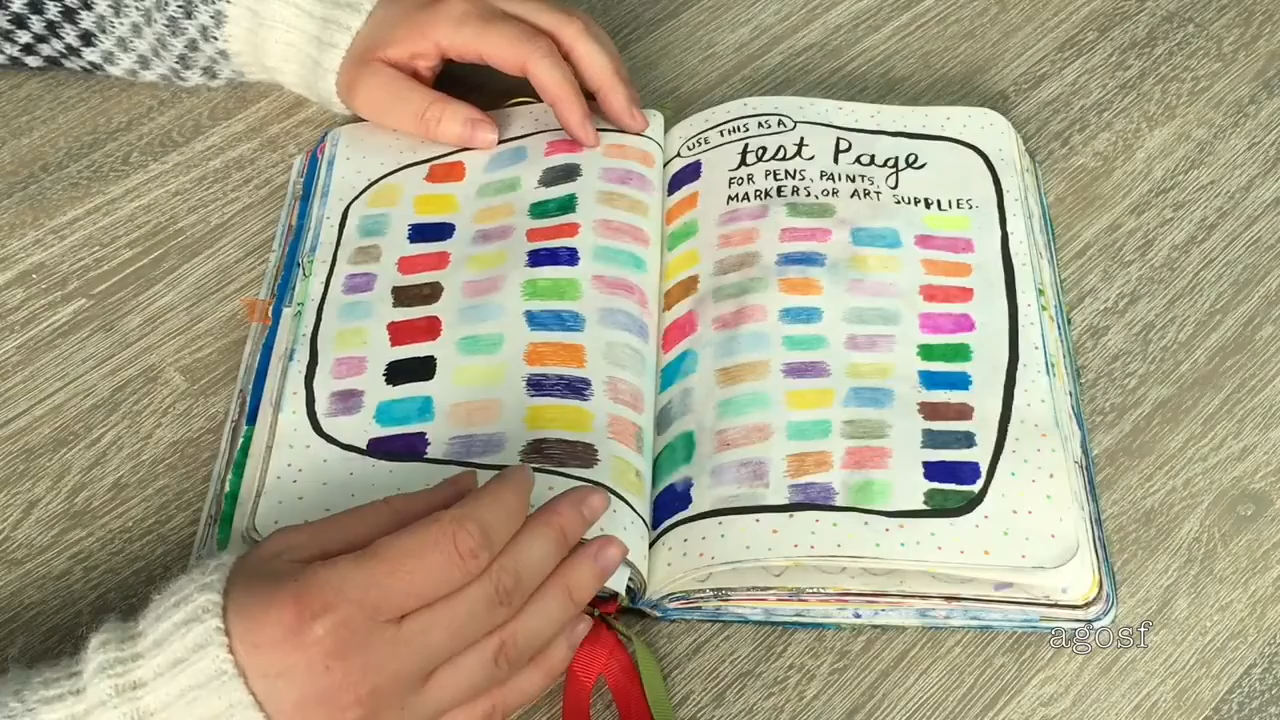 USE THIS AS A
test Page
FOR PENS, PAINTS,
MARKERS, OR ART SUPPLIES.
agosf